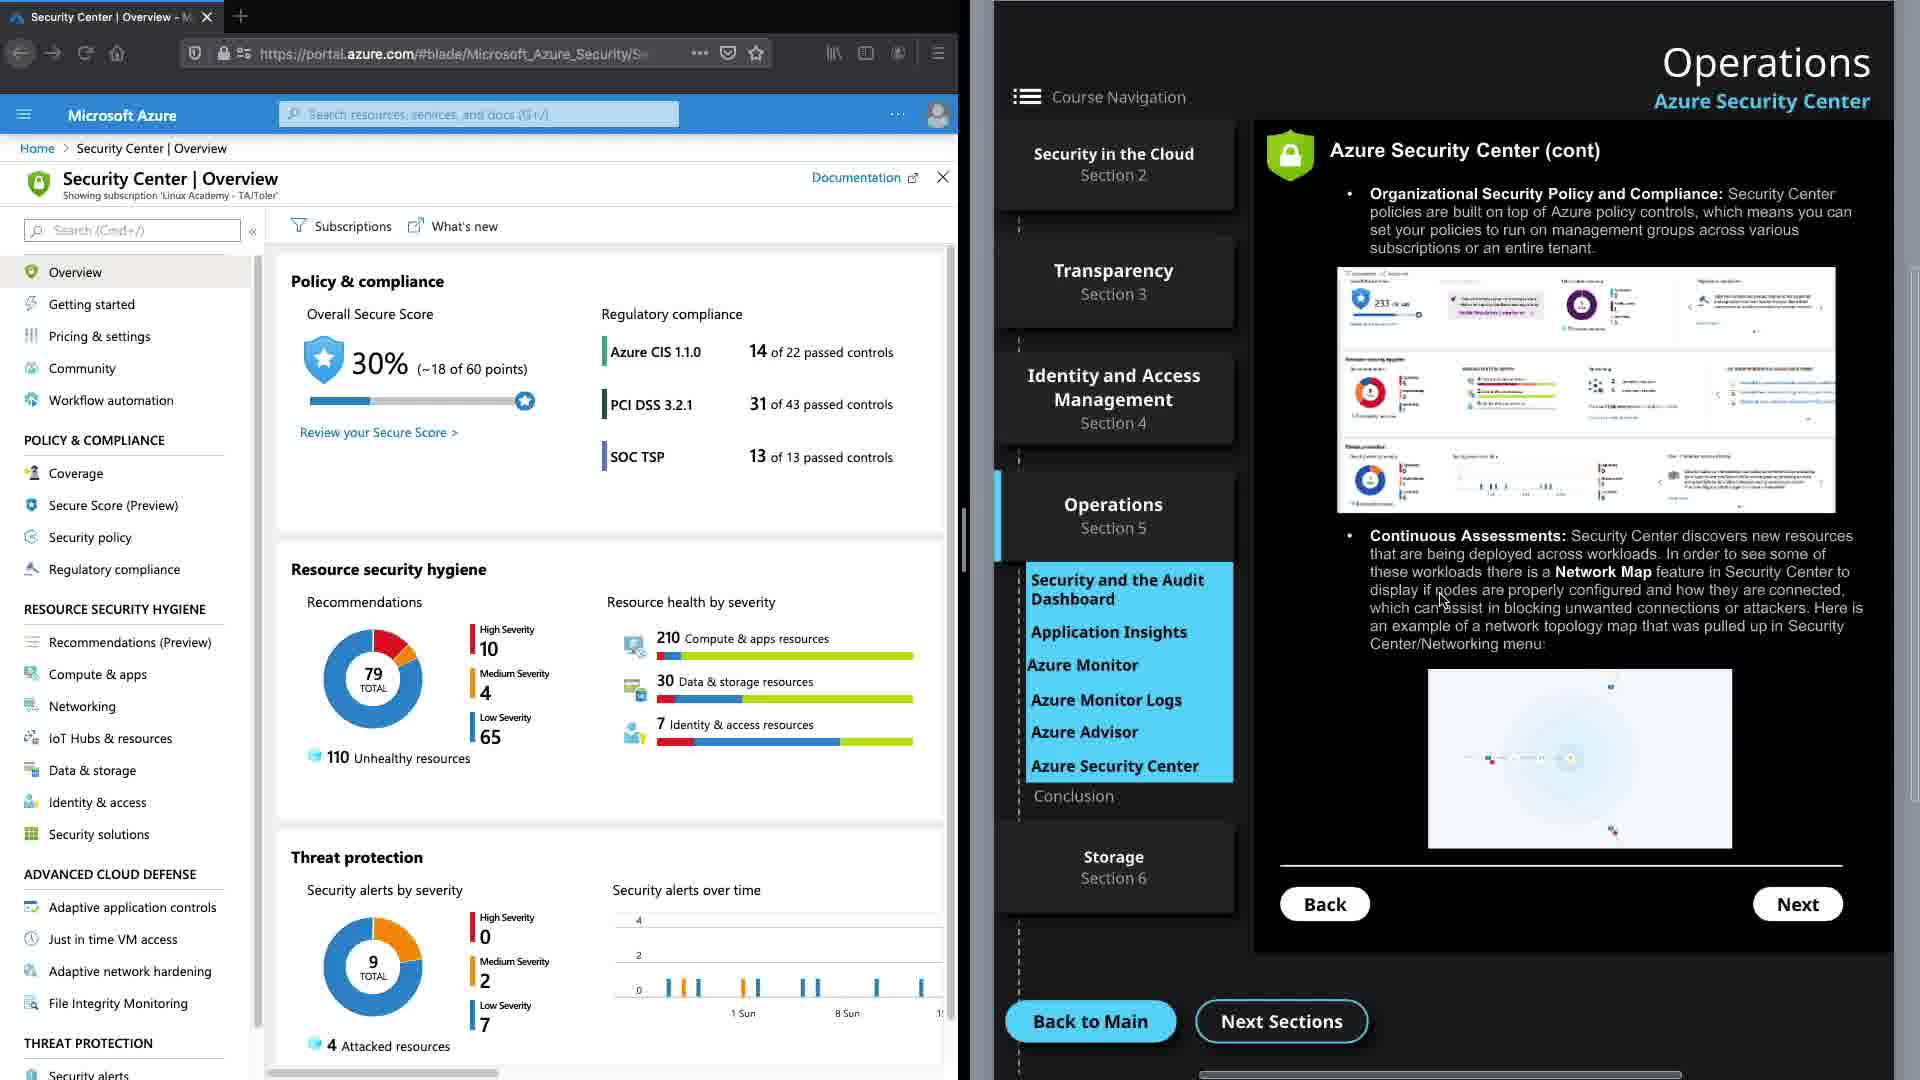 Security Center | Overview - M
https://portal.azure.com/#blade/Microsoft_Azure_Security/Se
Microsoft Azure
Search resources, services, and docs (G+/)
Home > Security Center | Overview
Security Center | Overview
Showing subscription 'Linux Academy - TA/Toler'
Documentation
Search (Cmd+/)
Overview
Getting started
Pricing & settings
Community
Workflow automation
POLICY & COMPLIANCE
Coverage
Secure Score (Preview)
Security policy
Regulatory compliance
RESOURCE SECURITY HYGIENE
Recommendations (Preview)
Compute & apps
Networking
IoT Hubs & resources
Data & storage
Identity & access
Security solutions
ADVANCED CLOUD DEFENSE
Adaptive application controls
Just in time VM access
Adaptive network hardening
File Integrity Monitoring
THREAT PROTECTION
Security alerts
Subscriptions
What's new
Policy & compliance
Overall Secure Score
30% (~18 of 60 points)
Review your Secure Score >
Regulatory compliance
Azure CIS 1.1.0 14 of 22 passed controls
PCI DSS 3.2.1 31 of 43 passed controls
SOC TSP 13 of 13 passed controls
Resource security hygiene
Recommendations
79
TOTAL
High Severity
10
Medium Severity
4
Low Severity
65
110 Unhealthy resources
Resource health by severity
210 Compute & apps resources
30 Data & storage resources
7 Identity & access resources
Threat protection
Security alerts by severity
9
TOTAL
High Severity
0
Medium Severity
2
Low Severity
7
4 Attacked resources
Security alerts over time
4
2
0
1 Sun
8 Sun
Operations
Azure Security Center
Course Navigation
Security in the Cloud
Section 2
Transparency
Section 3
Identity and Access
Management
Section 4
Operations
Section 5
Security and the Audit
Dashboard
Application Insights
Azure Monitor
Azure Monitor Logs
Azure Advisor
Azure Security Center
Conclusion
Storage
Section 6
Back to Main
Next Sections
Azure Security Center (cont)
• Organizational Security Policy and Compliance: Security Center
policies are built on top of Azure policy controls, which means you can
set your policies to run on management groups across various
subscriptions or an entire tenant.
233
• Continuous Assessments: Security Center discovers new resources
that are being deployed across workloads. In order to see some of
these workloads there is a Network Map feature in Security Center to
display if nodes are properly configured and how they are connected,
which can assist in blocking unwanted connections or attackers. Here is
an example of a network topology map that was pulled up in Security
Center/Networking menu:
Back
Next